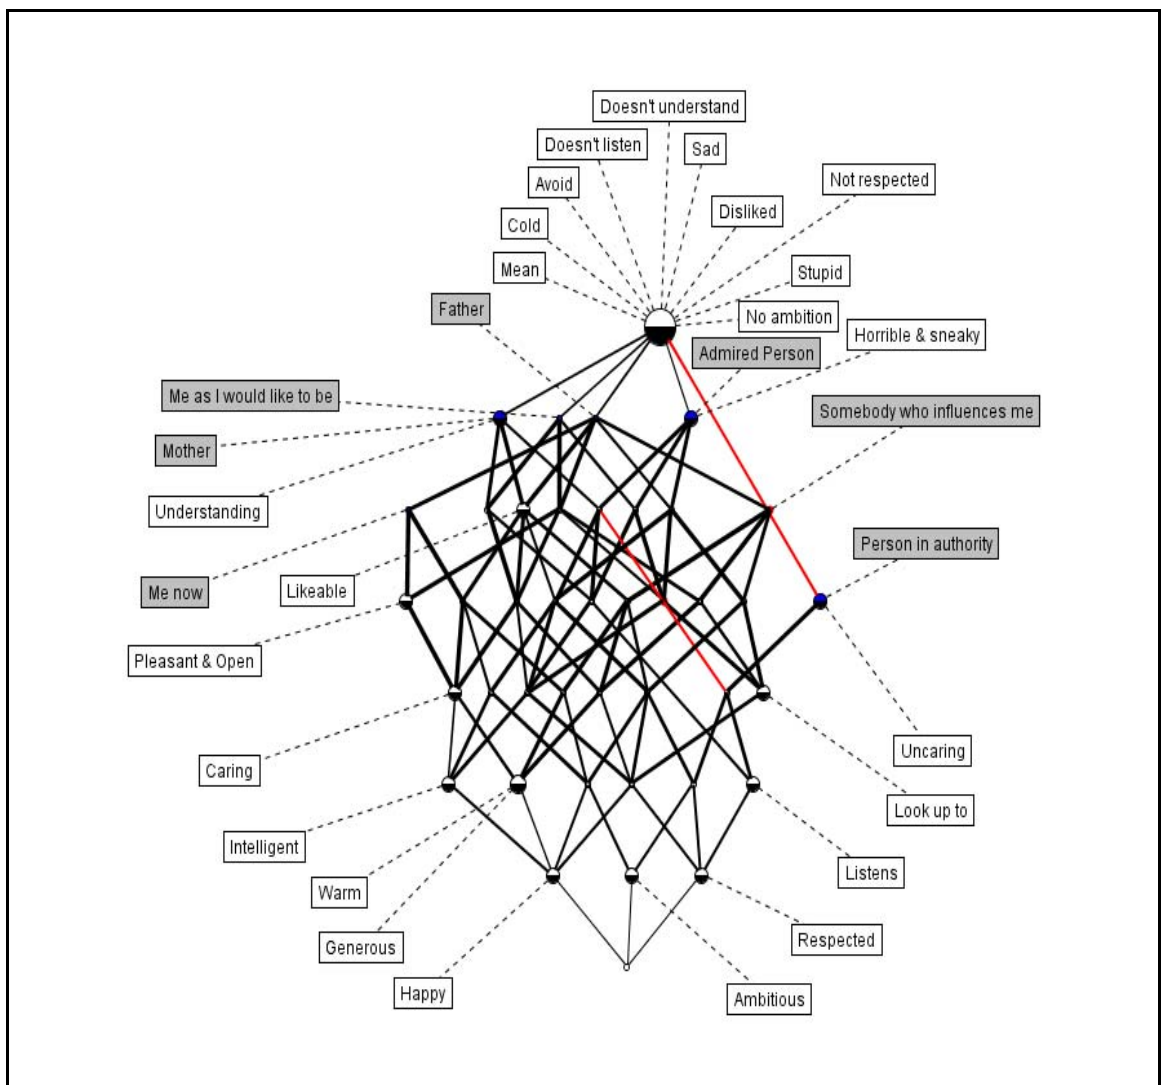 Doesn't understand
Doesn't listen
Sad
Avoid
Not respected
Disliked
Cold
Mean
Stupid
Father
No ambition
Horrible & sneaky
Admired Person
Me as I would like to be
Somebody who influences me
Mother
Understanding
Person in authority
Me now
Likeable
Pleasant & Open
Uncaring
Caring
Look up to
Intelligent
Listens
Warm
Respected
Generous
Happy
Ambitious